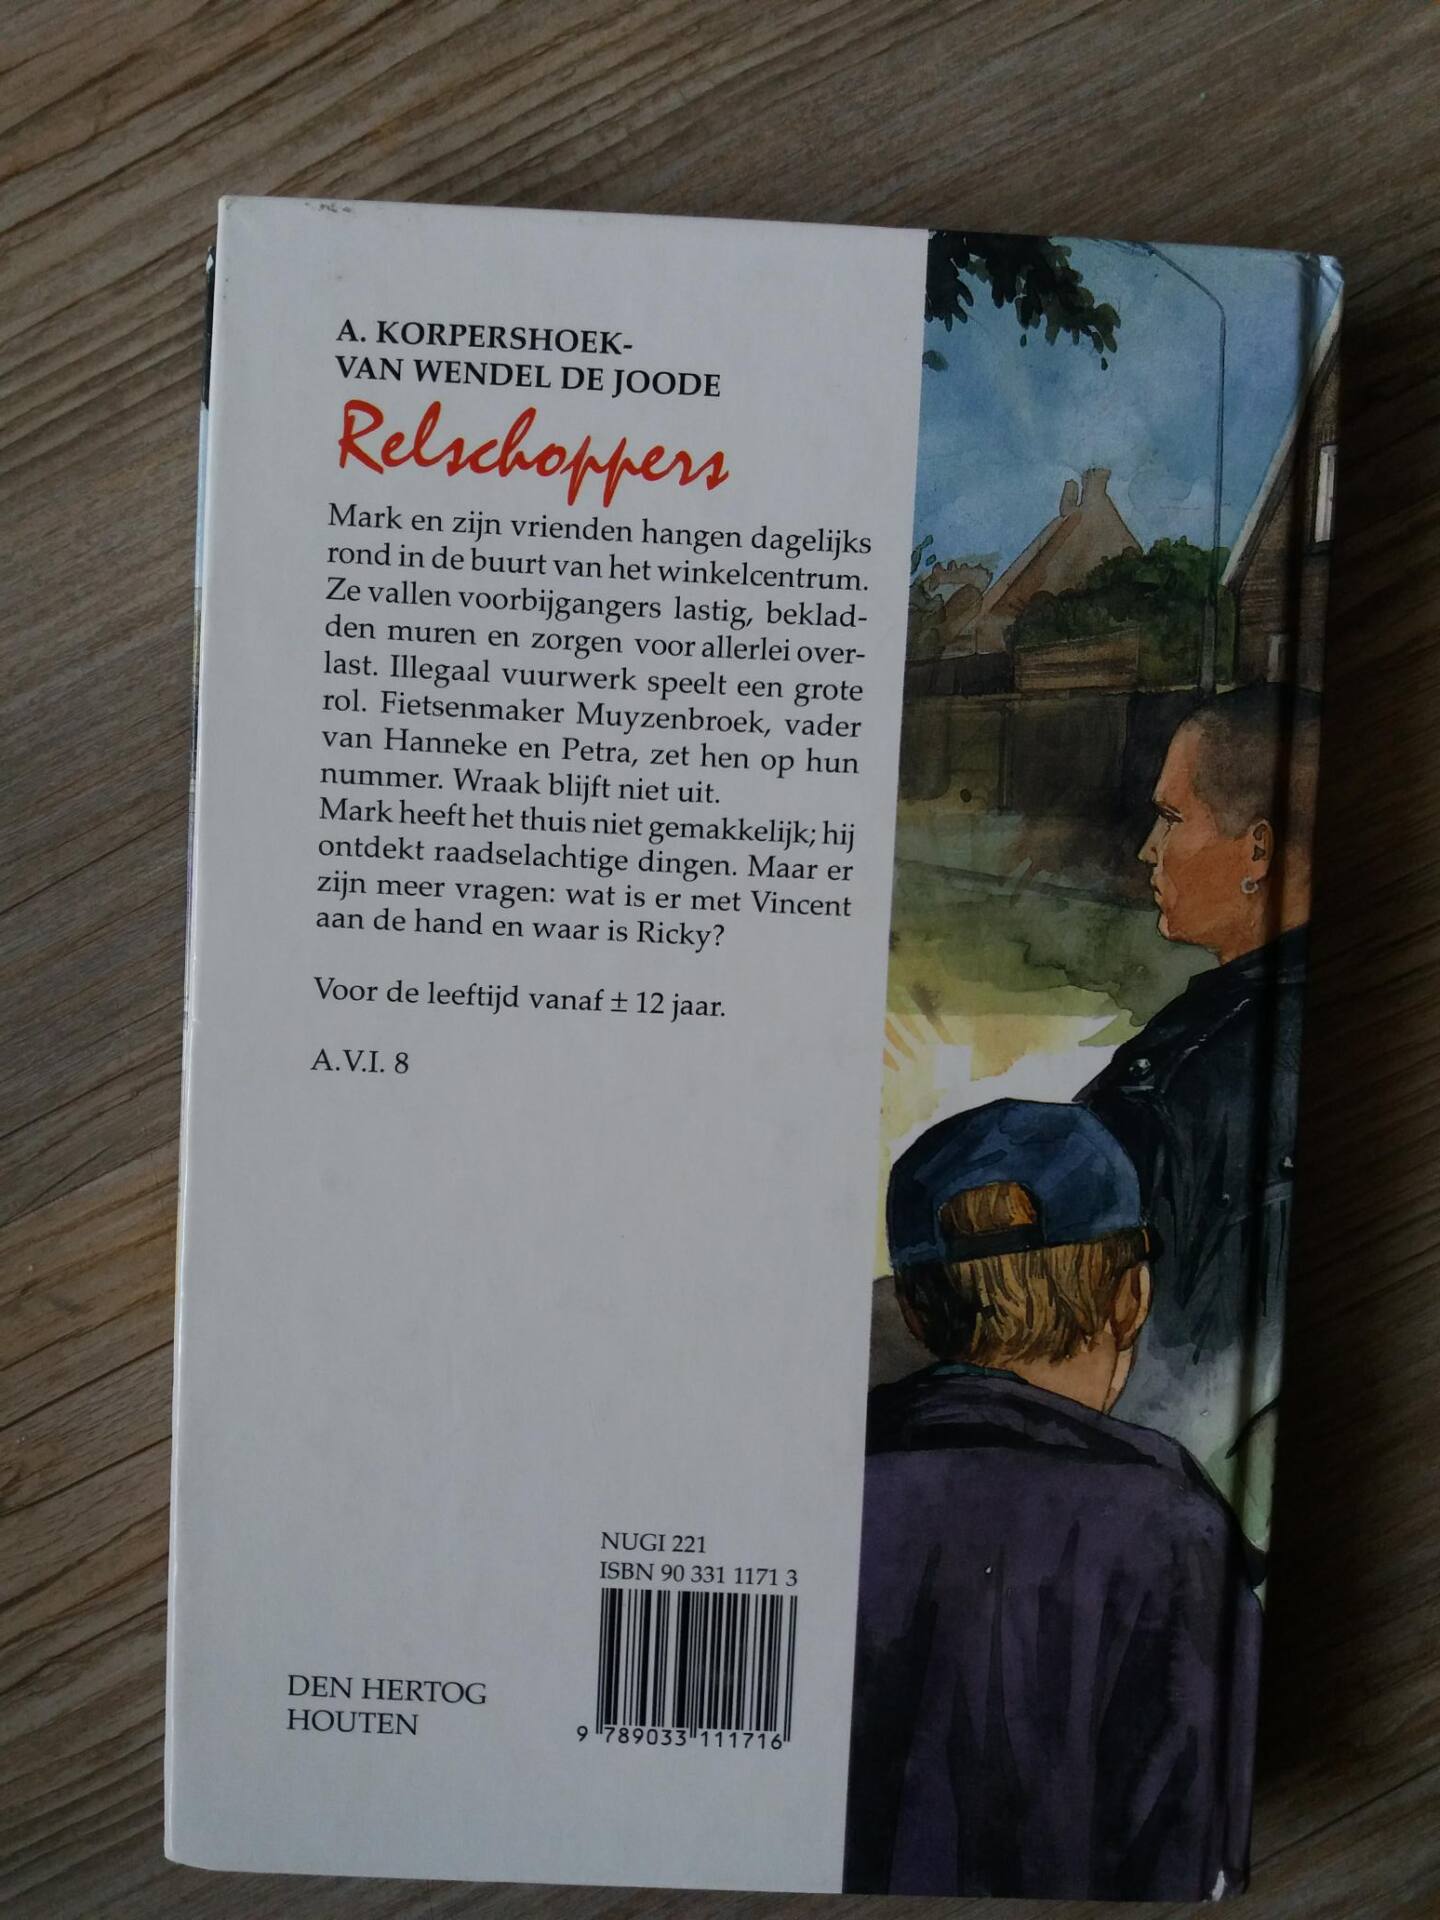 A. KORPERSHOEK-
VAN WENDEL DE JOODE
Relschoppers
Mark en zijn vrienden hangen dagelijks
rond in de buurt van het winkelcentrum.
Ze vallen voorbijgangers lastig, beklad-
den muren en zorgen voor allerlei over-
last. Illegaal vuurwerk speelt een grote
rol. Fietsenmaker Muyzenbroek, vader
van Hanneke en Petra, zet hen op hun
nummer. Wraak blijft niet uit.
Mark heeft het thuis niet gemakkelijk; hij
ontdekt raadselachtige dingen. Maar er
zijn meer vragen: wat is er met Vincent
aan de hand en waar is Ricky?
Voor de leeftijd vanaf ± 12 jaar.
A.V.I. 8
NUGI 221
ISBN 90 331 1171 3
9 789033 111716
DEN HERTOG
HOUTEN